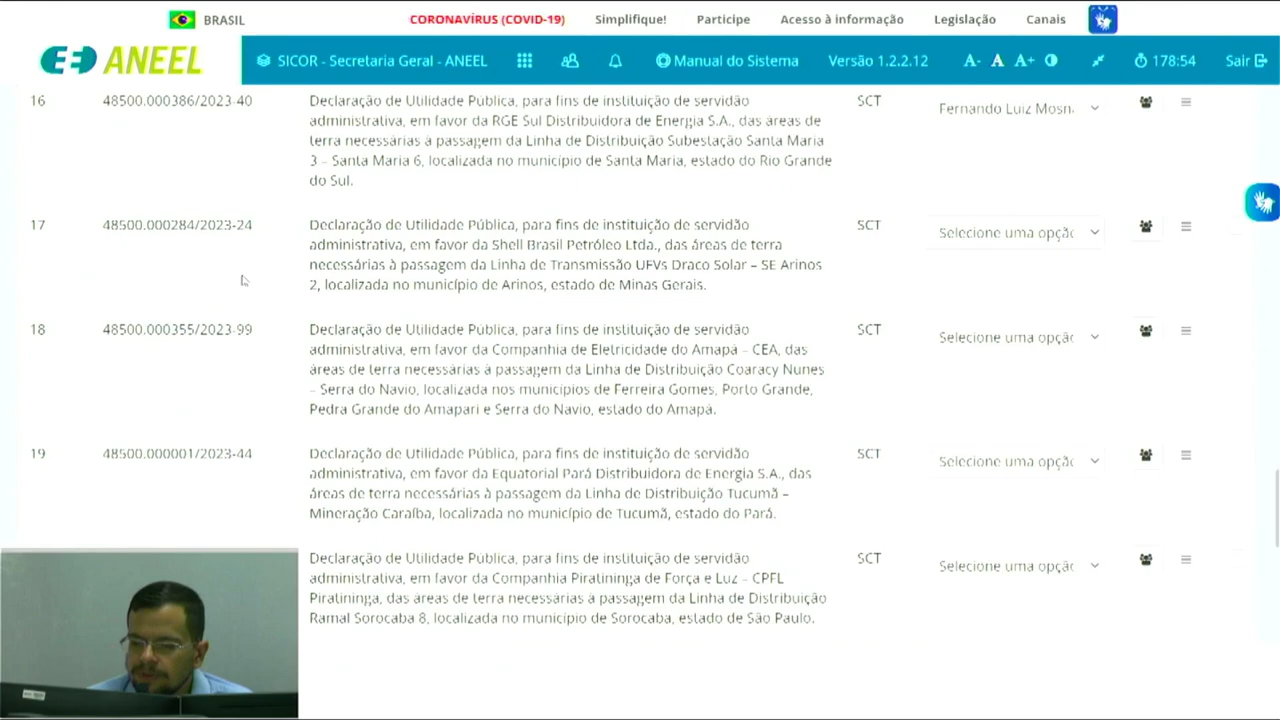 BRASIL
CORONAVÍRUS (COVID-19)
Simplifique!
Participe
Acesso à informação
Legislação
Canais
ANEEL
SICOR - Secretaria Geral - ANEEL
Manual do Sistema
Versão 1.2.2.12
A-
A
A+
178:54
Sair
16
48500.000386/2023-40
Declaração de Utilidade Pública, para fins de instituição de servidão
administrativa, em favor da RGE Sul Distribuidora de Energia S.A., das áreas de
terra necessárias à passagem da Linha de Distribuição Subestação Santa Maria
3 – Santa Maria 6, localizada no município de Santa Maria, estado do Rio Grande
do Sul.
SCT
Fernando Luiz Mosn
17
48500.000284/2023-24
Declaração de Utilidade Pública, para fins de instituição de servidão
administrativa, em favor da Shell Brasil Petróleo Ltda., das áreas de terra
necessárias à passagem da Linha de Transmissão UFVs Draco Solar – SE Arinos
2, localizada no município de Arinos, estado de Minas Gerais.
SCT
Selecione uma opçã
18
48500.000355/2023-99
Declaração de Utilidade Pública, para fins de instituição de servidão
administrativa, em favor da Companhia de Eletricidade do Amapá – CEA, das
áreas de terra necessárias à passagem da Linha de Distribuição Coaracy Nunes
– Serra do Navio, localizada nos municípios de Ferreira Gomes, Porto Grande,
Pedra Grande do Amapari e Serra do Navio, estado do Amapá.
SCT
Selecione uma opçã
19
48500.000001/2023-44
Declaração de Utilidade Pública, para fins de instituição de servidão
administrativa, em favor da Equatorial Pará Distribuidora de Energia S.A., das
áreas de terra necessárias à passagem da Linha de Distribuição Tucumã –
Mineração Caraíba, localizada no município de Tucumã, estado do Pará.
SCT
Selecione uma opçã
Declaração de Utilidade Pública, para fins de instituição de servidão
administrativa, em favor da Companhia Piratininga de Força e Luz – CPFL
Piratininga, das áreas de terra necessárias à passagem da Linha de Distribuição
Ramal Sorocaba 8, localizada no município de Sorocaba, estado de São Paulo.
SCT
Selecione uma opçã